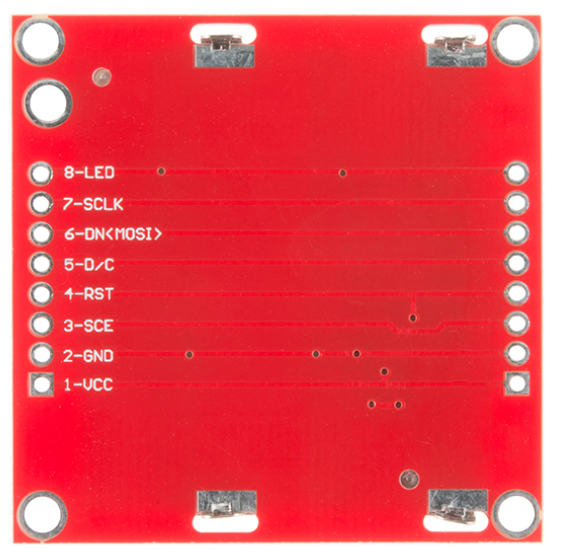 8-LED
7-SCLK
6-DN<MOSI>
5-D/C
4-RST
3-SCE
2-GND
1-VCC